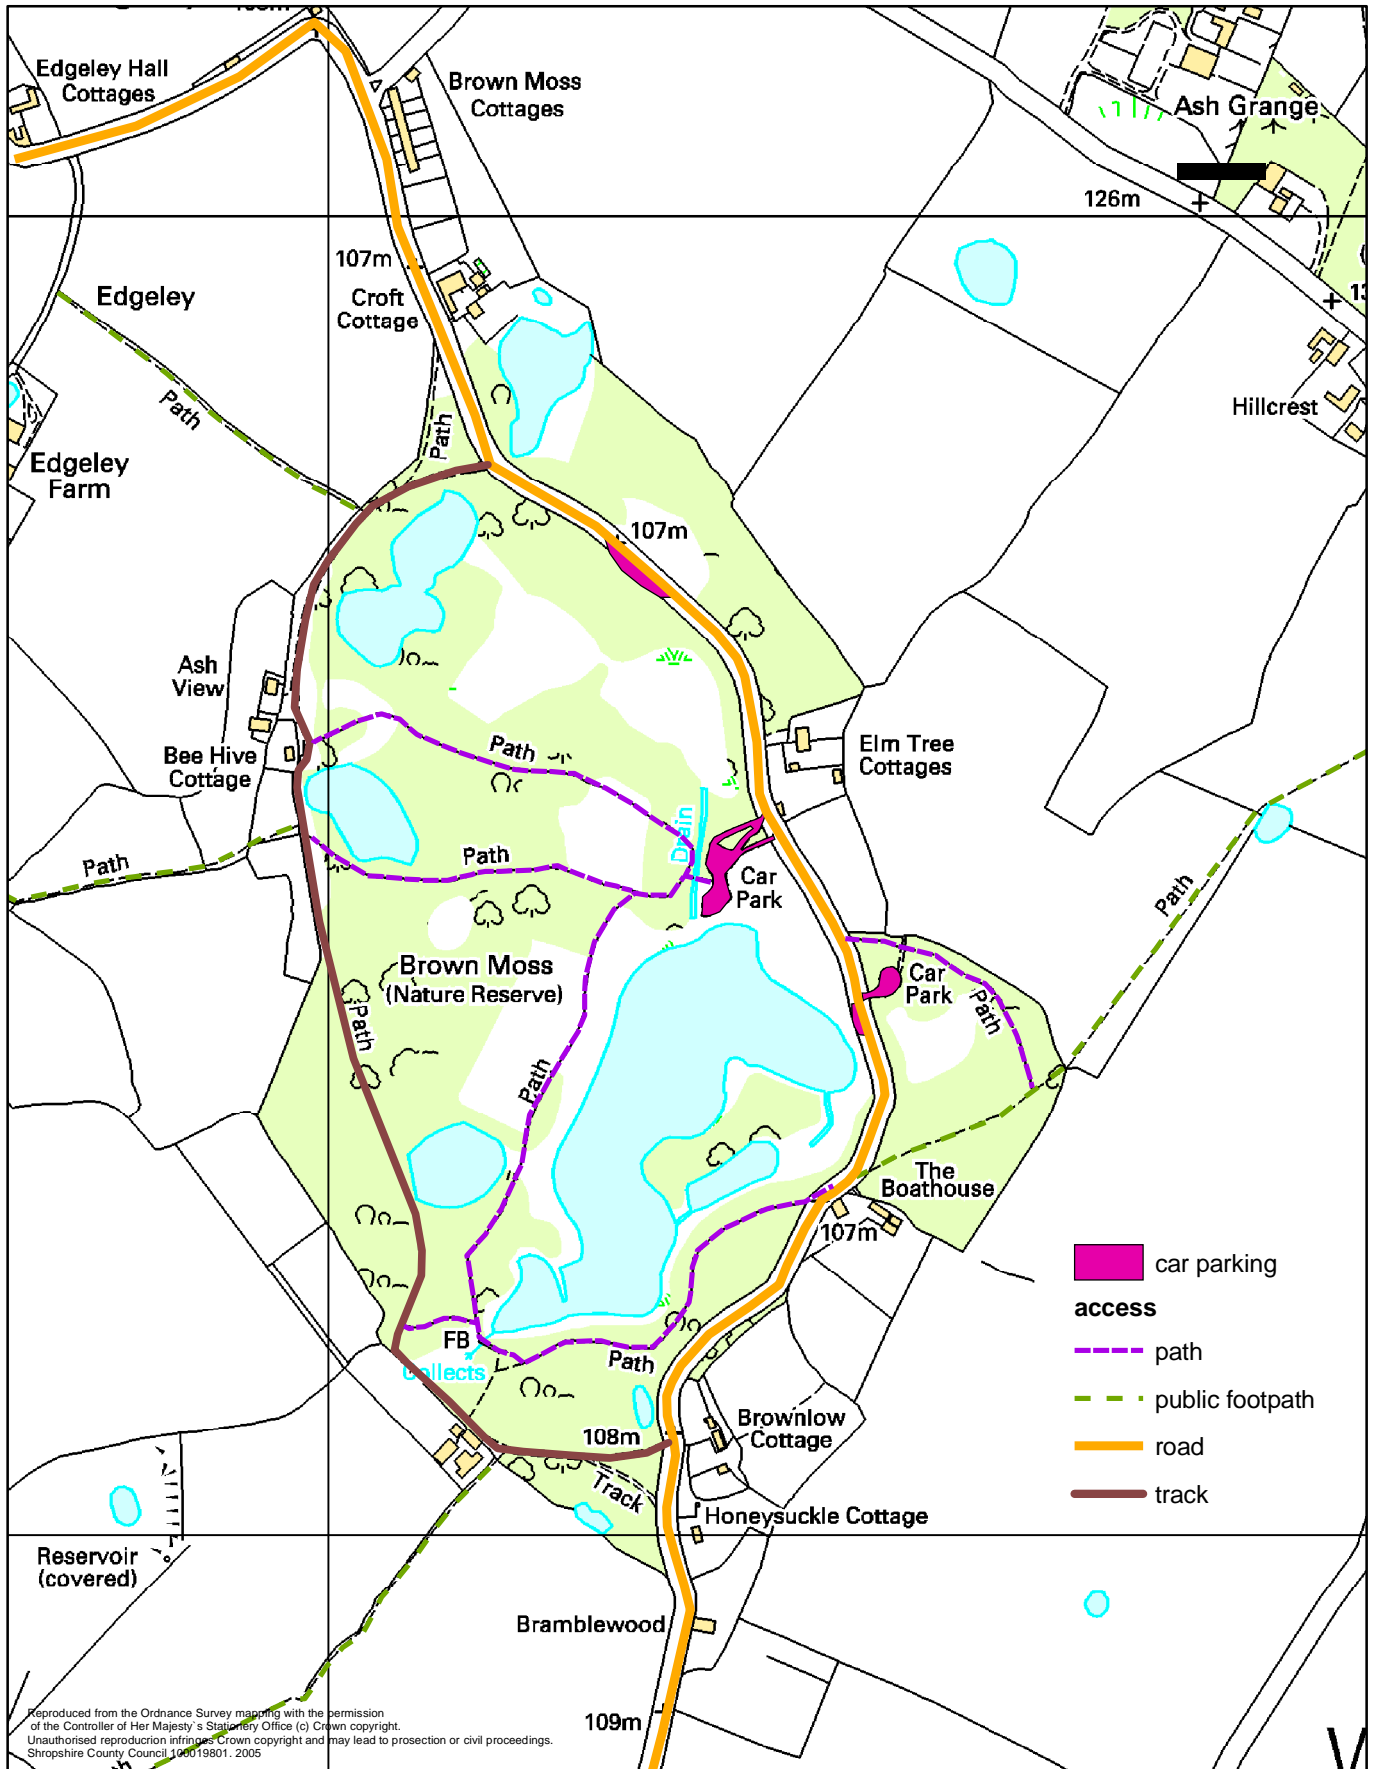 Edgeley Hall
Cottages
Brown Moss
Cottages
Ash Grange
126m
107m
Croft
Cottage
Edgeley
Path
Hillcrest
Path
Edgeley
Farm
107m
Ash
View
Bee Hive
Cottage
Path
Elm Tree
Cottages
Drain
Path
Path
Car
Park
Path
Brown Moss
(Nature Reserve)
Car
Park
Path
Path
Path
The
Boathouse
107m
car parking
access
FB
Collects
Path
path
public footpath
Brownlow
Cottage
108m
road
Track
track
Honeysuckle Cottage
Reservoir
(covered)
Bramblewood
109m
Reproduced from the Ordnance Survey mapping with the permission
of the Controller of Her Majesty`s Stationery Office (c) Crown copyright.
Unauthorised reproducrion infringes Crown copyright and may lead to prosection or civil proceedings.
Shropshire County Council 100019801. 2005